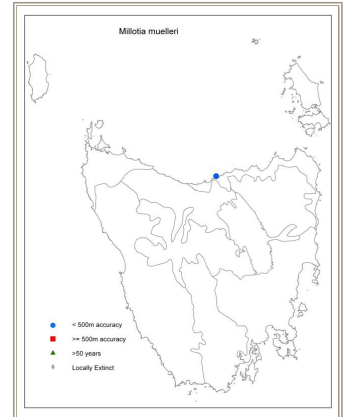 Millotia muelleri
< 500m accuracy
>= 500m accuracy
>50 years
Locally Extinct